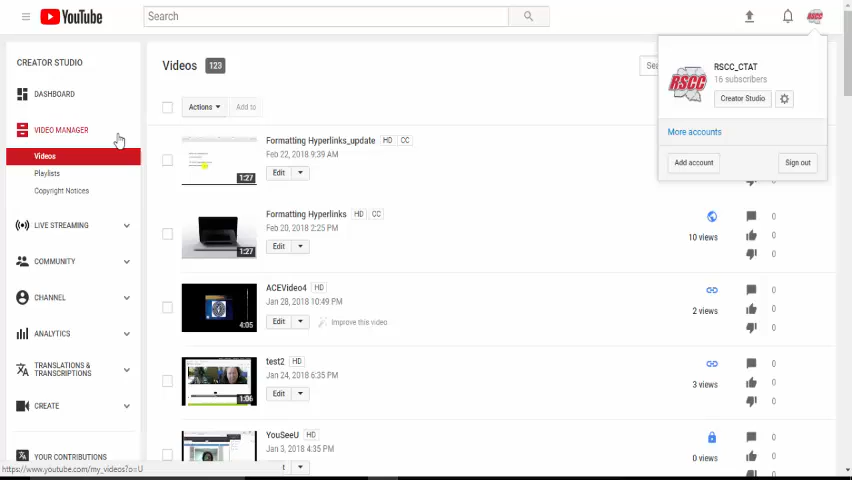 YouTube
Search
CREATOR STUDIO
DASHBOARD
VIDEO MANAGER
Videos
Playlists
Copyright Notices
LIVE STREAMING
COMMUNITY
CHANNEL
ANALYTICS
TRANSLATIONS &
TRANSCRIPTIONS
CREATE
YOUR CONTRIBUTIONS
https://www.youtube.com/my_videos?o=U
Videos 123
Sea
Actions
Add to
Formatting Hyperlinks_update HD CC
Feb 22, 2018 9:39 AM
1:27
Edit
Formatting Hyperlinks HD CC
Feb 20, 2018 2:25 PM
1:27
Edit
10 views
0
0
0
ACEVideo4 HD
Jan 28, 2018 10:49 PM
4:05
Edit
Improve this video
2 views
0
0
0
test2 HD
Jan 24, 2018 6:35 PM
1:06
Edit
3 views
0
0
0
YouSeeU HD
Jan 3, 2018 4:35 PM
0 views
0
0
0
RSCC
RSCC_CTAT
16 subscribers
Creator Studio
More accounts
Add account
Sign out